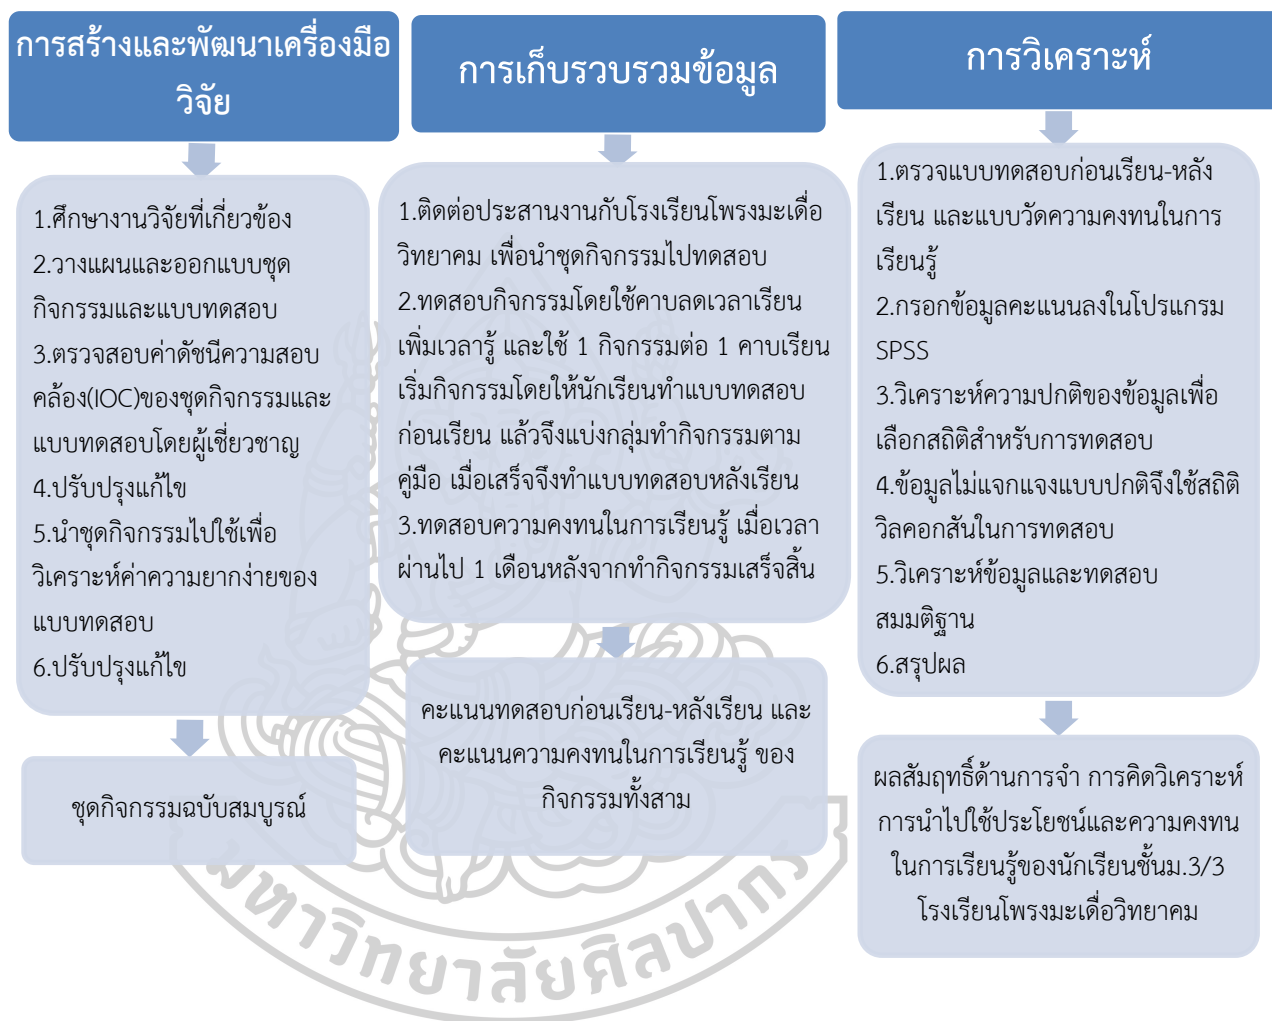 การสร้างและพัฒนาเครื่องมือ
วิจัย
1.ศึกษางานวิจัยที่เกี่ยวข้อง
2.วางแผนและออกแบบชุด
กิจกรรมและแบบทดสอบ
3.ตรวจสอบค่าดัชนีความสอบ
คล้อง(IOC)ของชุดกิจกรรมและ
แบบทดสอบโดยผู้เชี่ยวชาญ
4.ปรับปรุงแก้ไข
5.นำชุดกิจกรรมไปใช้เพื่อ
วิเคราะห์ค่าความยากง่ายของ
แบบทดสอบ
6.ปรับปรุงแก้ไข
ชุดกิจกรรมฉบับสมบูรณ์
การเก็บรวบรวมข้อมูล
1.ติดต่อประสานงานกับโรงเรียนโพรงมะเดื่อ
วิทยาคม เพื่อนำชุดกิจกรรมไปทดสอบ
2.ทดสอบกิจกรรมโดยใช้คาบลดเวลาเรียน
เพิ่มเวลารู้ และใช้ 1 กิจกรรมต่อ 1 คาบเรียน
เริ่มกิจกรรมโดยให้นักเรียนทำแบบทดสอบ
ก่อนเรียน แล้วจึงแบ่งกลุ่มทำกิจกรรมตาม
คู่มือ เมื่อเสร็จจึงทำแบบทดสอบหลังเรียน
3.ทดสอบความคงทนในการเรียนรู้ เมื่อเวลา
ผ่านไป 1 เดือนหลังจากทำกิจกรรมเสร็จสิ้น
คะแนนทดสอบก่อนเรียน-หลังเรียน และ
คะแนนความคงทนในการเรียนรู้ ของ
กิจกรรมทั้งสาม
การวิเคราะห์
1.ตรวจแบบทดสอบก่อนเรียน-หลัง
เรียน และแบบวัดความคงทนในการ
เรียนรู้
2.กรอกข้อมูลคะแนนลงในโปรแกรม
SPSS
3.วิเคราะห์ความปกติของข้อมูลเพื่อ
เลือกสถิติสำหรับการทดสอบ
4.ข้อมูลไม่แจกแจงแบบปกติจึงใช้สถิติ
วิลคอกสันในการทดสอบ
5.วิเคราะห์ข้อมูลและทดสอบ
สมมติฐาน
6.สรุปผล
ผลสัมฤทธิ์ด้านการจำ การคิดวิเคราะห์
การนำไปใช้ประโยชน์และความคงทน
ในการเรียนรู้ของนักเรียนชั้นม.3/3
โรงเรียนโพรงมะเดื่อวิทยาคม
มหาวิทยาลัยศิลปากร